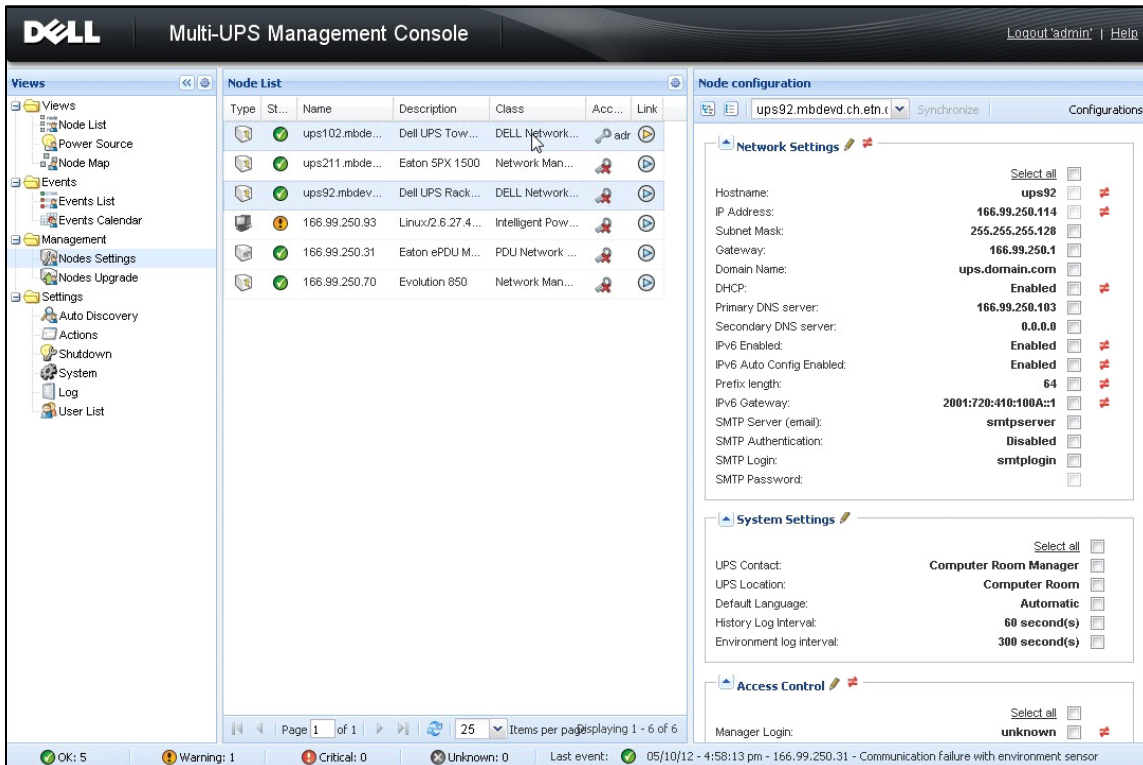 DELL Multi-UPS Management Console Logout 'admin' | Help
Views
Views
Node List
Power Source
Node Map
Events
Events List
Events Calendar
Management
Nodes Settings
Nodes Upgrade
Settings
Auto Discovery
Actions
Shutdown
System
Log
User List
Node List
Type St... Name Description Class Acc... Link
ups102.mbde... Dell UPS Tow... DELL Network... adr
ups211.mbde... Eaton 5PX 1500 Network Man...
ups92.mbdev... Dell UPS Rack... DELL Network...
166.99.250.93 Linux/2.6.27.4... Intelligent Pow...
166.99.250.31 Eaton ePDU M... PDU Network ...
166.99.250.70 Evolution 850 Network Man...
Page 1 of 1 25 Items per page Displaying 1 - 6 of 6
Node configuration
ups92.mbdevd.ch.etn.c Synchronize Configurations
Network Settings
Select all
Hostname: ups92
IP Address: 166.99.250.114
Subnet Mask: 255.255.255.128
Gateway: 166.99.250.1
Domain Name: ups.domain.com
DHCP: Enabled
Primary DNS server: 166.99.250.103
Secondary DNS server: 0.0.0.0
IPv6 Enabled: Enabled
IPv6 Auto Config Enabled: Enabled
Prefix length: 64
IPv6 Gateway: 2001:720:410:100A::1
SMTP Server (email): smtpserver
SMTP Authentication: Disabled
SMTP Login: smtplogin
SMTP Password:
System Settings
Select all
UPS Contact: Computer Room Manager
UPS Location: Computer Room
Default Language: Automatic
History Log Interval: 60 second(s)
Environment log interval: 300 second(s)
Access Control
Select all
Manager Login: unknown
OK: 5 Warning: 1 Critical: 0 Unknown: 0 Last event: 05/10/12 - 4:58:13 pm - 166.99.250.31 - Communication failure with environment sensor